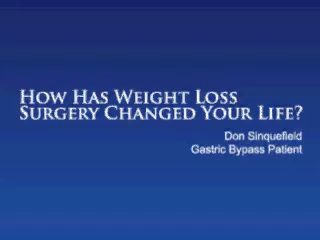 How Has Weight Loss
Surgery Changed Your Life?
Don Sinquefield
Gastric Bypass Patient